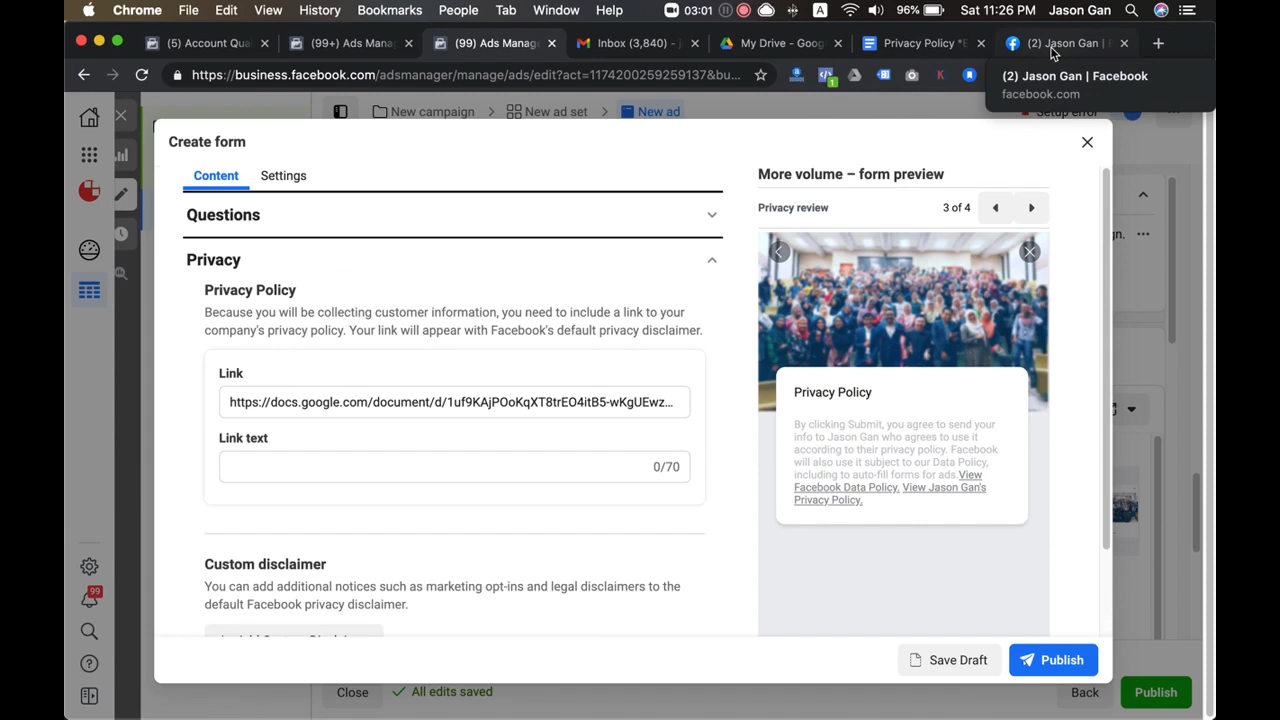 Chrome File Edit View History Bookmarks People Tab Window Help 03:01 A 96% Sat 11:26 PM Jason Gan
(5) Account Qua
(99+) Ads Mana
(99) Ads Manag
Inbox (3,840) - j
My Drive - Goog
Privacy Policy *E
(2) Jason Gan | F
https://business.facebook.com/adsmanager/manage/ads/edit?act=1174200259259137&bu...
1
K
(2) Jason Gan | Facebook
facebook.com
New campaign
New ad set
New ad
Setup error
Create form
Content
Settings
Questions
Privacy
Privacy Policy
Because you will be collecting customer information, you need to include a link to your
company's privacy policy. Your link will appear with Facebook's default privacy disclaimer.
Link
https://docs.google.com/document/d/1uf9KAjPOoKqXT8trEO4itB5-wKgUEwz...
Link text
0/70
Custom disclaimer
You can add additional notices such as marketing opt-ins and legal disclaimers to the
default Facebook privacy disclaimer.
More volume – form preview
Privacy review
3 of 4
Privacy Policy
By clicking Submit, you agree to send your
info to Jason Gan who agrees to use it
according to their privacy policy. Facebook
will also use it subject to our Data Policy,
including to auto-fill forms for ads.View
Facebook Data Policy. View Jason Gan's
Privacy Policy.
gn.
Save Draft
Publish
99
Close
All edits saved
Back
Publish